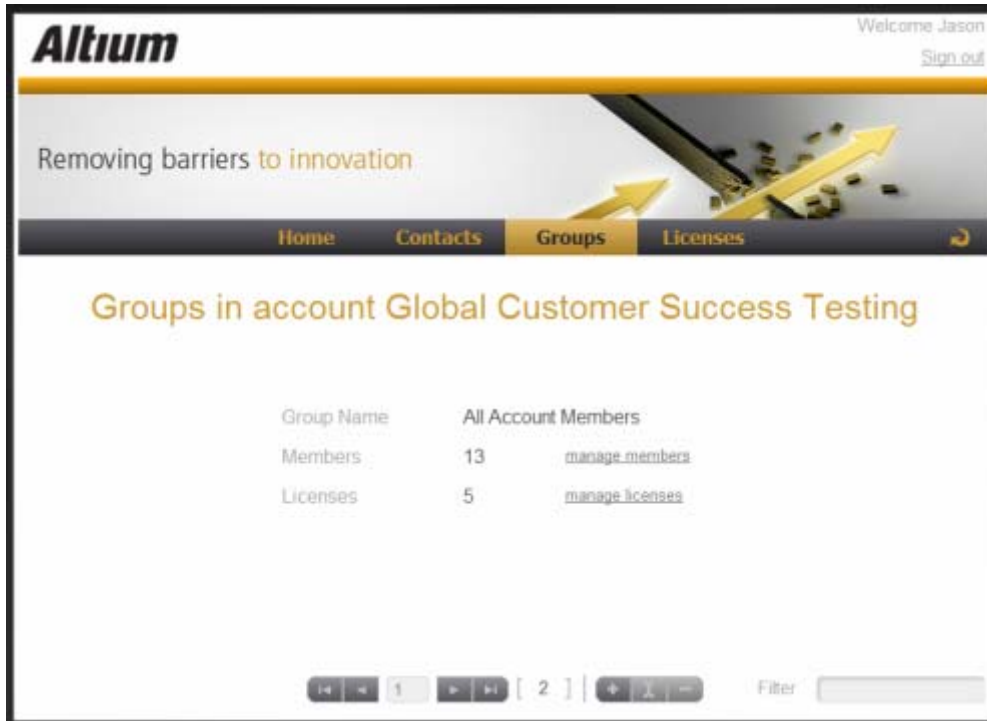 Altium
Welcome Jason
Sign out
Removing barriers to innovation
Home Contacts Groups Licenses
Groups in account Global Customer Success Testing
Group Name All Account Members
Members 13 manage members
Licenses 5 manage licenses
1 [ 2 ] Filter